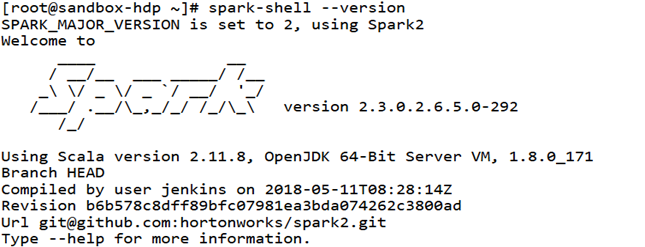 [root@sandbox-hdp ~]# spark-shell --version
SPARK_MAJOR_VERSION is set to 2, using Spark2
Welcome to
      ____              __
     / __/__  ___ _____/ /__
    _\ \/ _ \/ _ `/ __/  '_/
   /___/ .__/\_,_/_/ /_/\_\   version 2.3.0.2.6.5.0-292
      /_/
Using Scala version 2.11.8, OpenJDK 64-Bit Server VM, 1.8.0_171
Branch HEAD
Compiled by user jenkins on 2018-05-11T08:28:14Z
Revision b6b578c8dff89bfc07981ea3bda074262c3800ad
Url git@github.com:hortonworks/spark2.git
Type --help for more information.